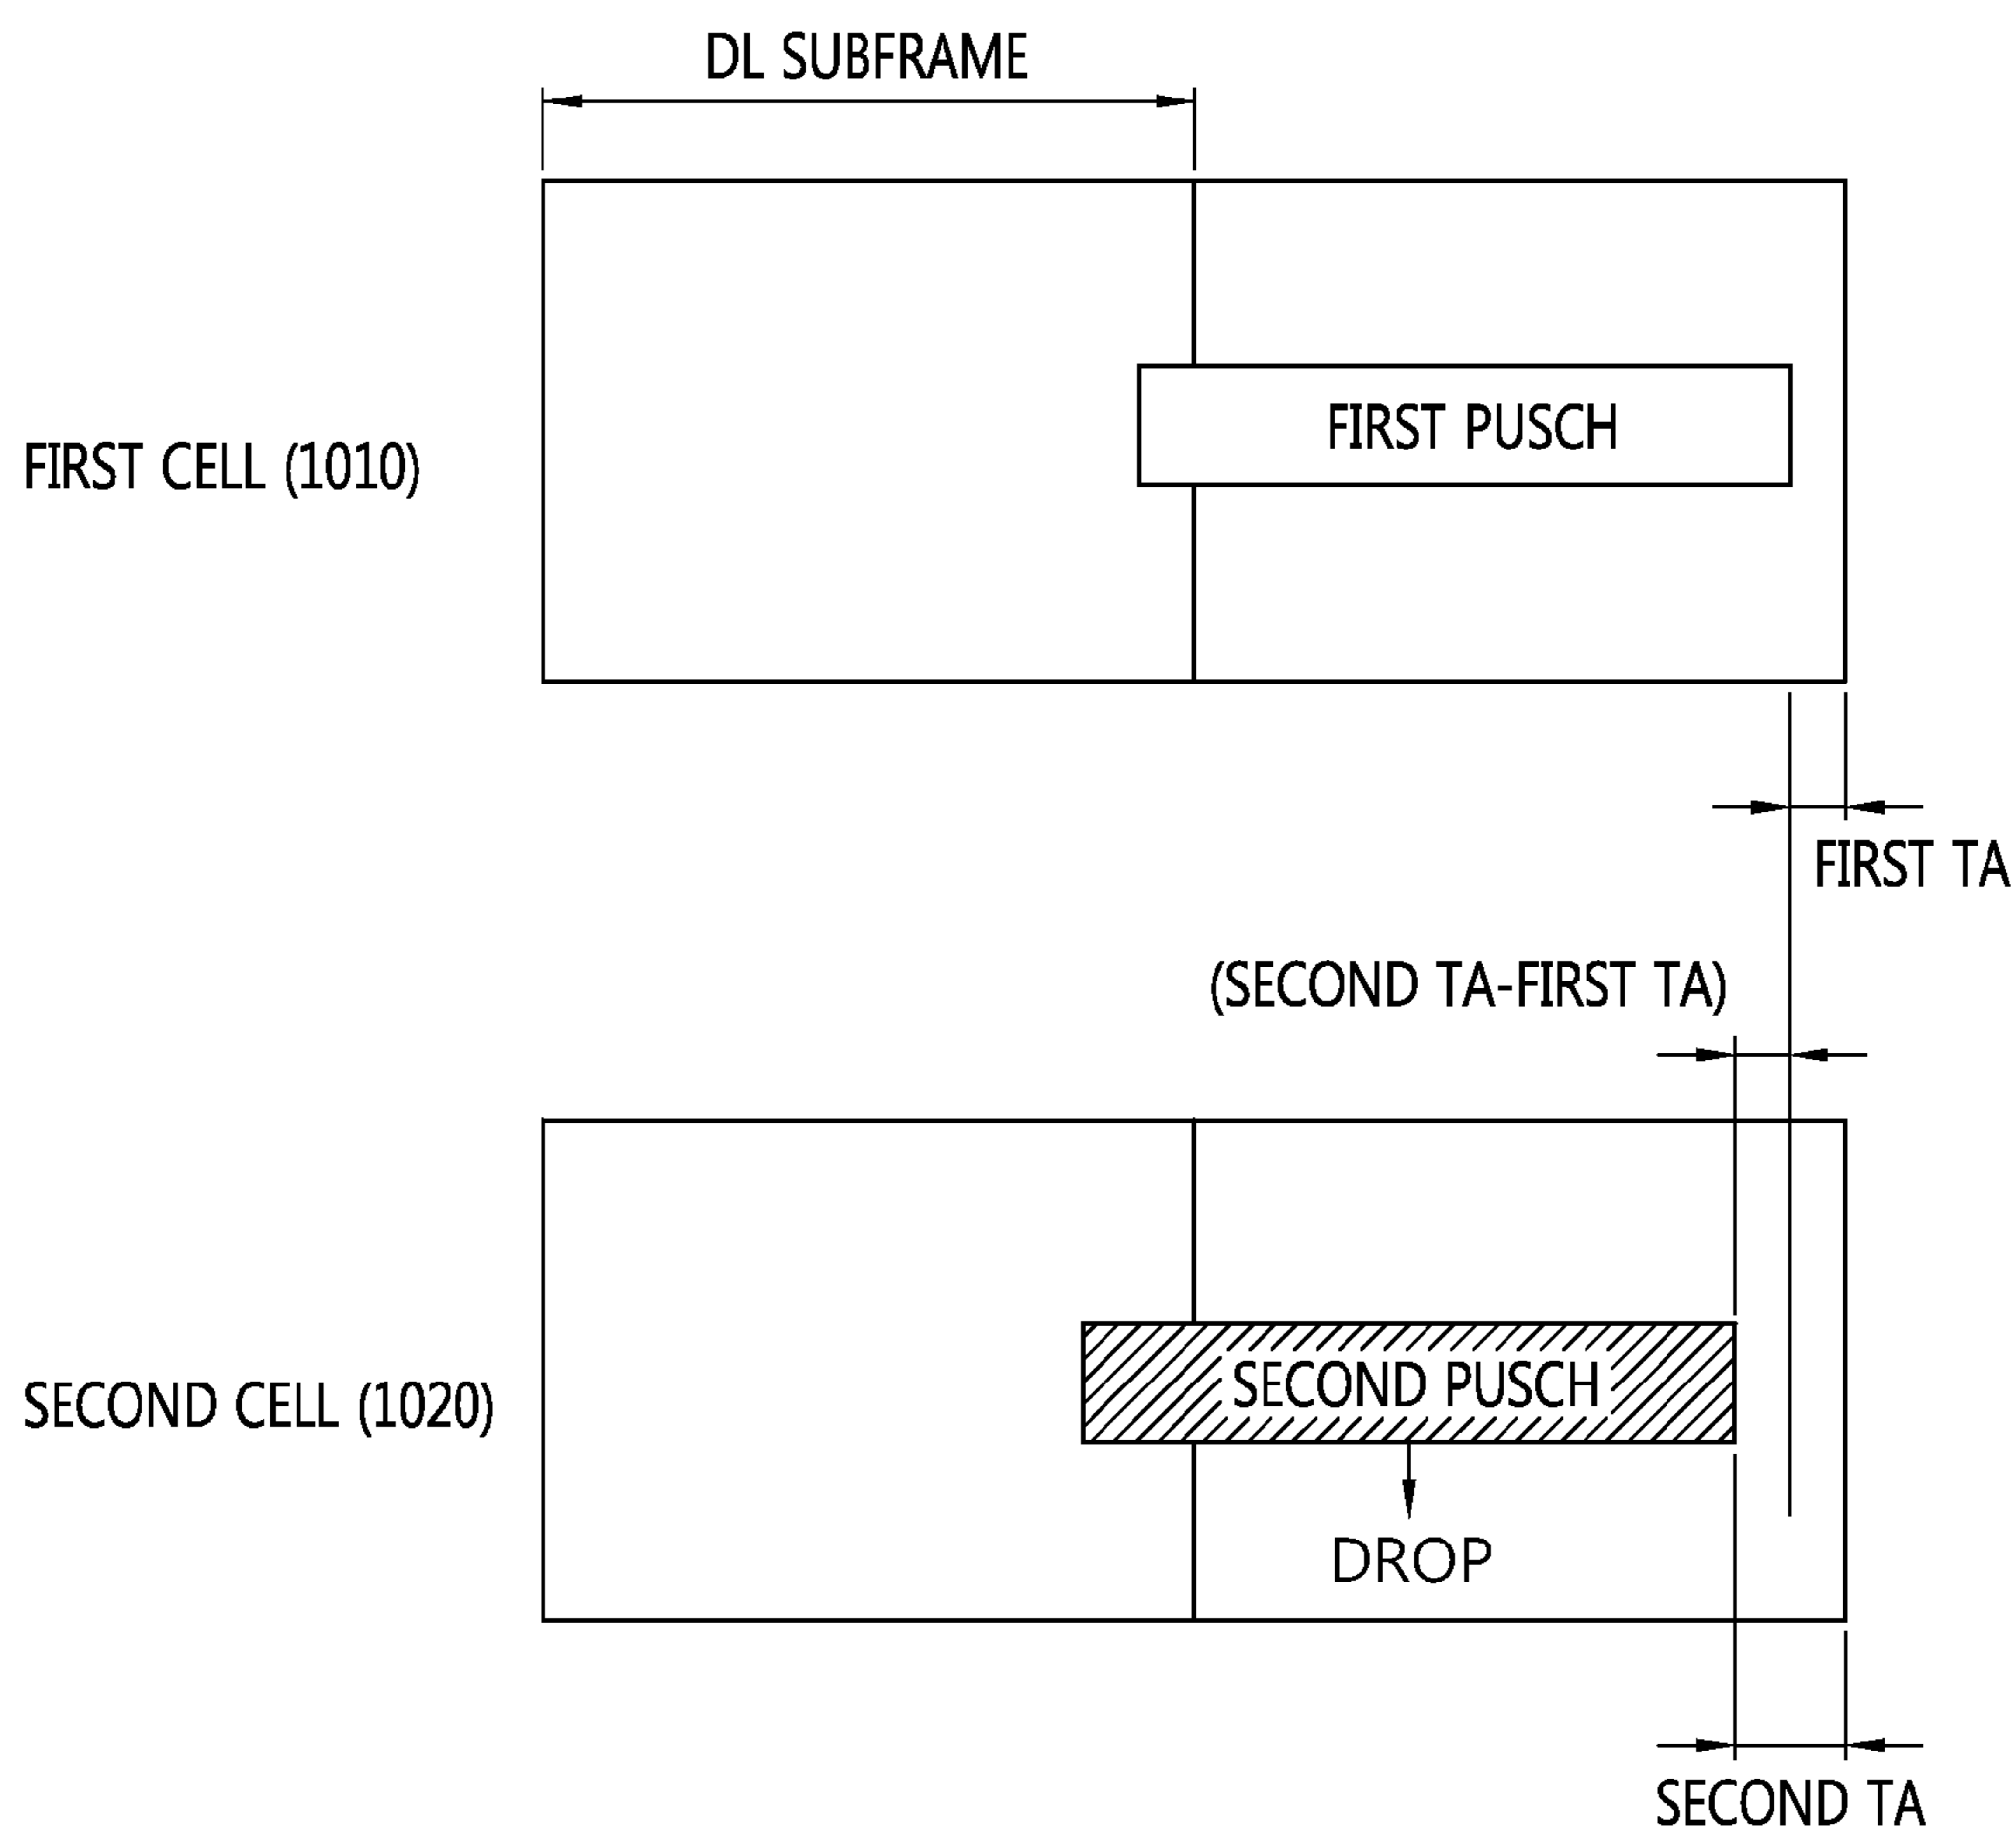 DL SUBFRAME
FIRST PUSCH
FIRST CELL (1010)
FIRST TA
(SECOND TA-FIRST TA)
SECOND PUSCH
SECOND CELL (1020)
DROP
SECOND TA